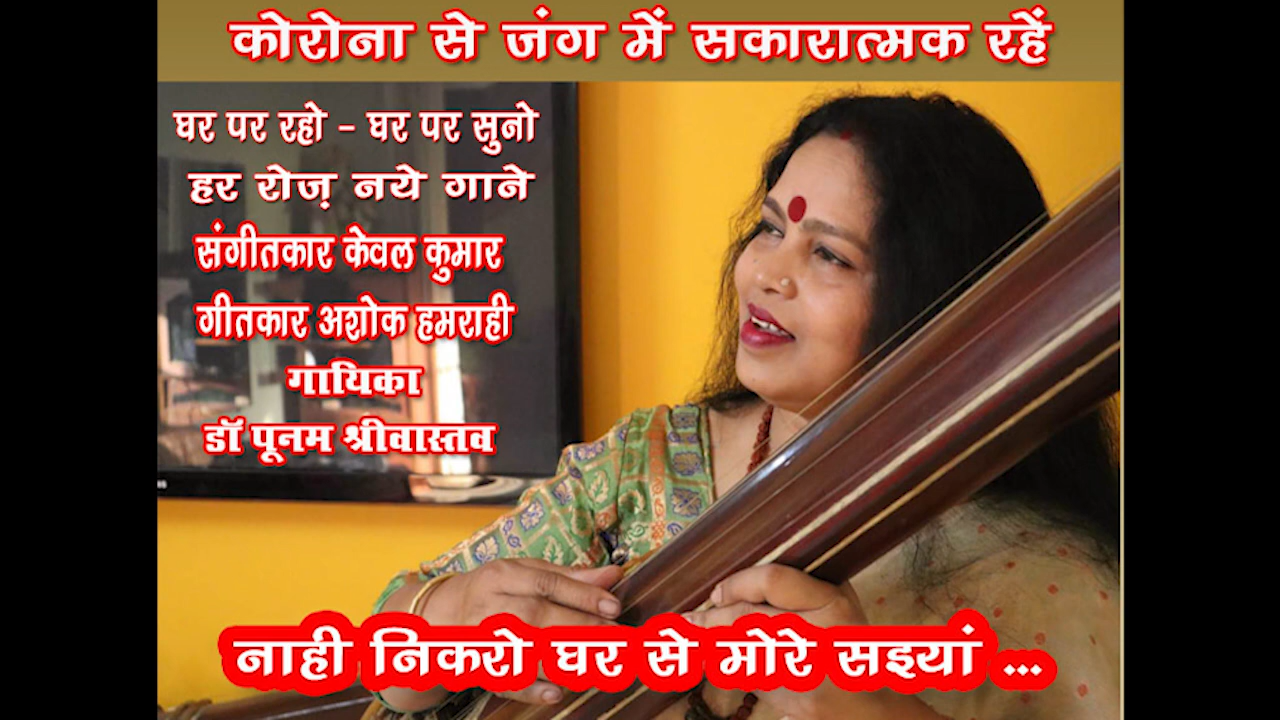 कोरोना से जंग में सकारात्मक रहें
घर पर रहो - घर पर सुनो
हर रोज़ नये गाने
संगीतकार केवल कुमार
गीतकार अशोक हमराही
गायिका
डॉ पूनम श्रीवास्तव
नाही निकरो घर से मोरे सइयां ...